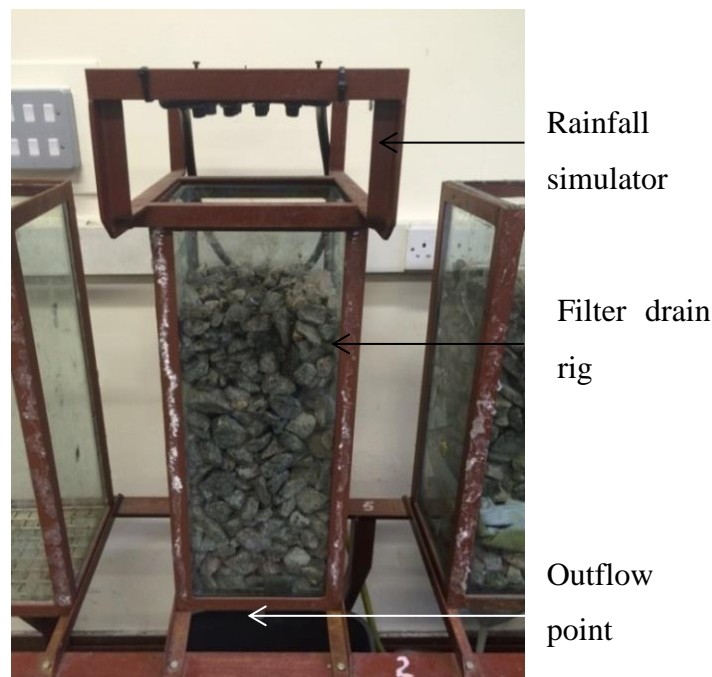 Rainfall
simulator
Filter drain
rig
5
Outflow
point
2